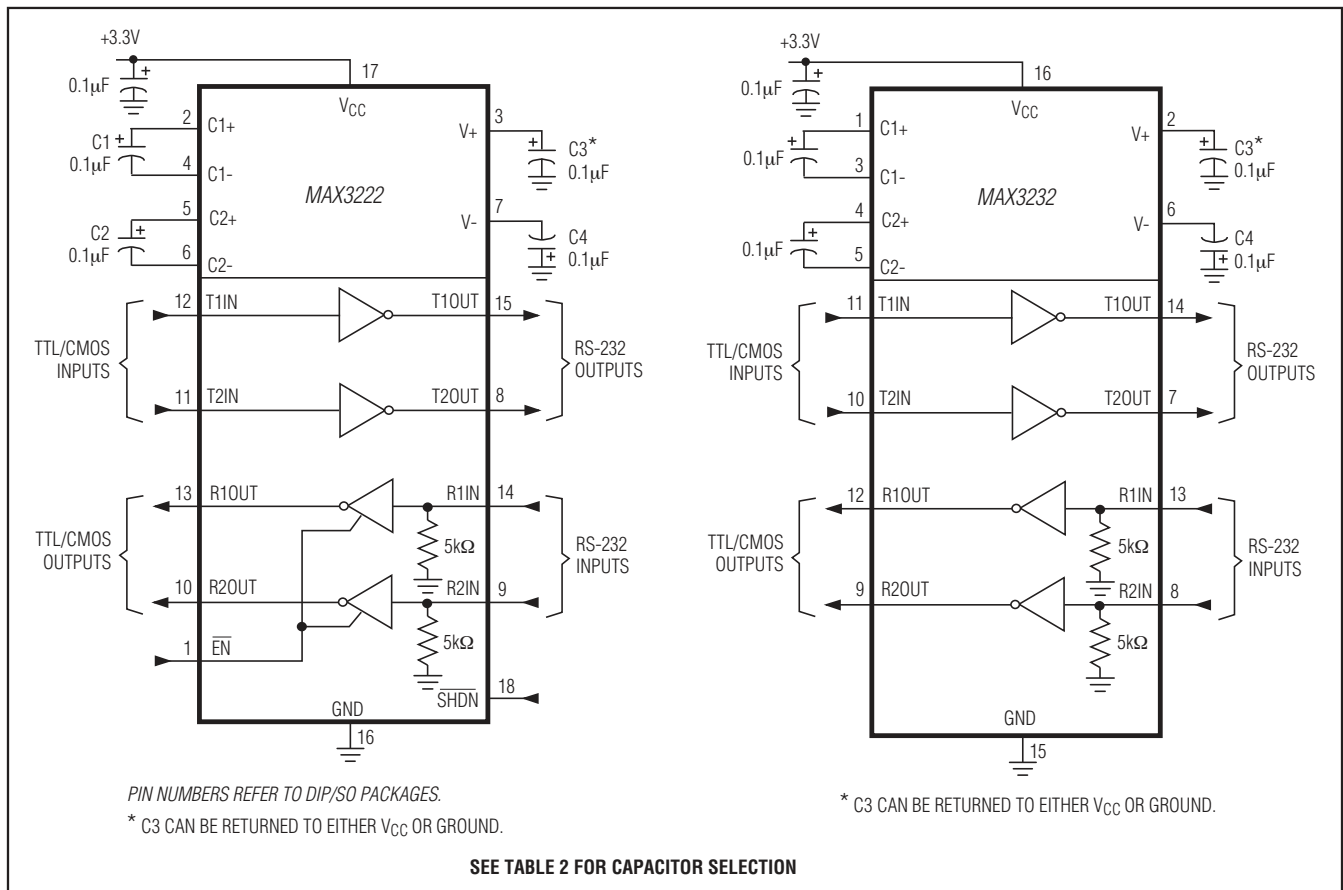 +3.3V
17
0.1µF
VCC
2
C1+
3
V+
C1
0.1µF
C3*
0.1µF
4
C1-
MAX3222
5
C2+
7
V-
C2
0.1µF
C4
0.1µF
6
C2-
12
T1IN
T1OUT
15
TTL/CMOS
INPUTS
RS-232
OUTPUTS
11
T2IN
T2OUT
8
13
R1OUT
R1IN
14
5kΩ
TTL/CMOS
OUTPUTS
RS-232
INPUTS
10
R2OUT
R2IN
9
5kΩ
1
EN
18
SHDN
GND
16
PIN NUMBERS REFER TO DIP/SO PACKAGES.
* C3 CAN BE RETURNED TO EITHER VCC OR GROUND.
+3.3V
16
0.1µF
VCC
1
C1+
2
V+
0.1µF
C3*
0.1µF
3
C1-
MAX3232
4
C2+
6
V-
0.1µF
C4
0.1µF
5
C2-
11
T1IN
T1OUT
14
TTL/CMOS
INPUTS
RS-232
OUTPUTS
10
T2IN
T2OUT
7
12
R1OUT
R1IN
13
5kΩ
TTL/CMOS
OUTPUTS
RS-232
INPUTS
9
R2OUT
R2IN
8
5kΩ
GND
15
* C3 CAN BE RETURNED TO EITHER VCC OR GROUND.
SEE TABLE 2 FOR CAPACITOR SELECTION